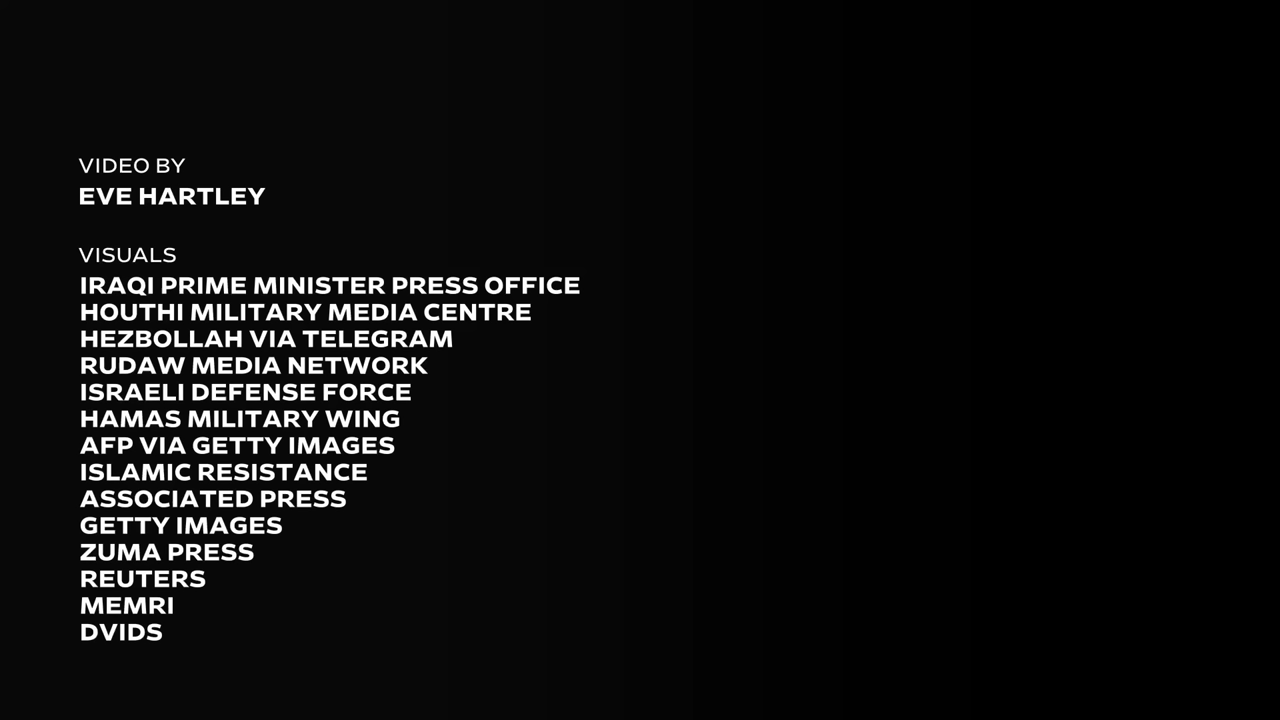 VIDEO BY
EVE HARTLEY
VISUALS
IRAQI PRIME MINISTER PRESS OFFICE
HOUTHI MILITARY MEDIA CENTRE
HEZBOLLAH VIA TELEGRAM
RUDAW MEDIA NETWORK
ISRAELI DEFENSE FORCE
HAMAS MILITARY WING
AFP VIA GETTY IMAGES
ISLAMIC RESISTANCE
ASSOCIATED PRESS
GETTY IMAGES
ZUMA PRESS
REUTERS
MEMRI
DVIDS